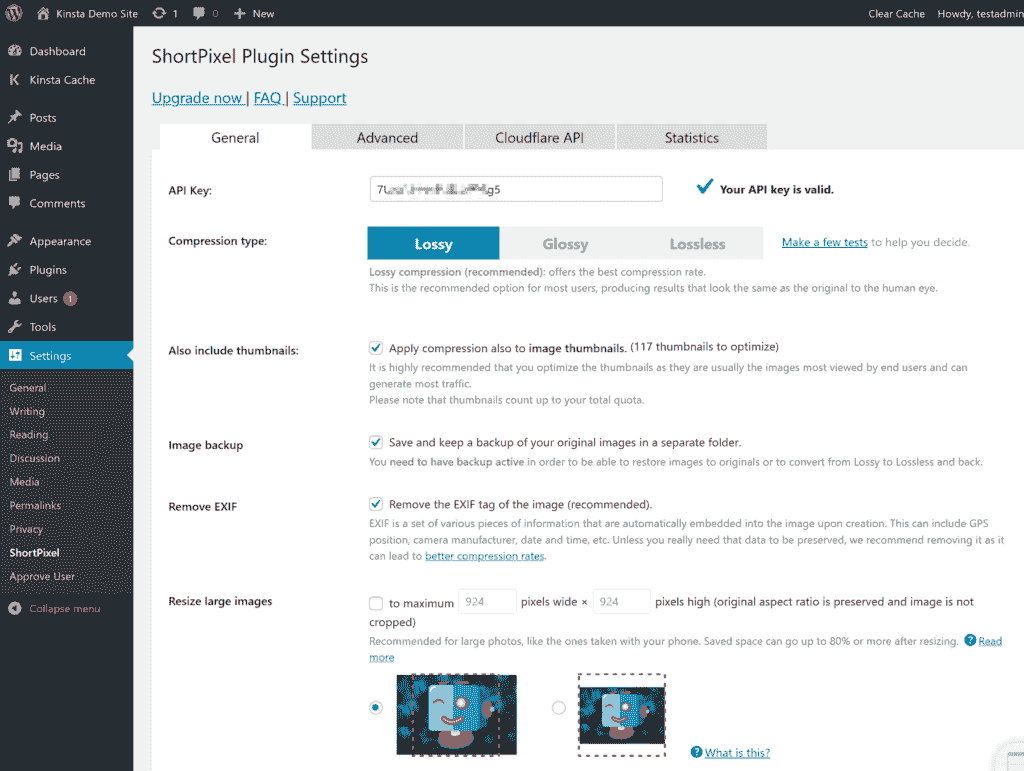 Kinsta Demo Site 1 0 + New Clear Cache Howdy, testadmin
Dashboard
Kinsta Cache
Posts
Media
Pages
Comments
Appearance
Plugins
Users 1
Tools
Settings
General
Writing
Reading
Discussion
Media
Permalinks
Privacy
ShortPixel
Approve User
Collapse menu
ShortPixel Plugin Settings
Upgrade now | FAQ | Support
General Advanced Cloudflare API Statistics
API Key: Your API key is valid.
Compression type: Lossy Glossy Lossless Make a few tests to help you decide.
Lossy compression (recommended): offers the best compression rate.
This is the recommended option for most users, producing results that look the same as the original to the human eye.
Also include thumbnails: Apply compression also to image thumbnails. (117 thumbnails to optimize)
It is highly recommended that you optimize the thumbnails as they are usually the images most viewed by end users and can
generate most traffic.
Please note that thumbnails count up to your total quota.
Image backup Save and keep a backup of your original images in a separate folder.
You need to have backup active in order to be able to restore images to originals or to convert from Lossy to Lossless and back.
Remove EXIF Remove the EXIF tag of the image (recommended).
EXIF is a set of various pieces of information that are automatically embedded into the image upon creation. This can include GPS
position, camera manufacturer, date and time, etc. Unless you really need that data to be preserved, we recommend removing it as it
can lead to better compression rates.
Resize large images to maximum 924 pixels wide × 924 pixels high (original aspect ratio is preserved and image is not
cropped)
Recommended for large photos, like the ones taken with your phone. Saved space can go up to 80% or more after resizing. Read
more
What is this?